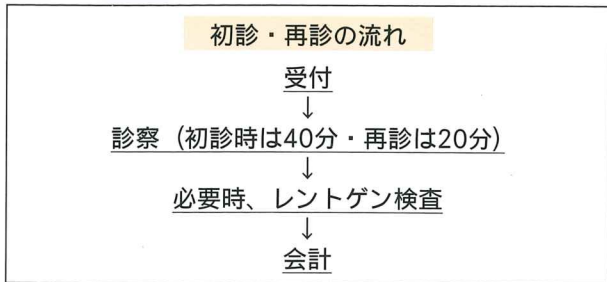 初診・再診の流れ
受付
↓
診察（初診時は40分・再診は20分）
↓
必要時、レントゲン検査
↓
会計